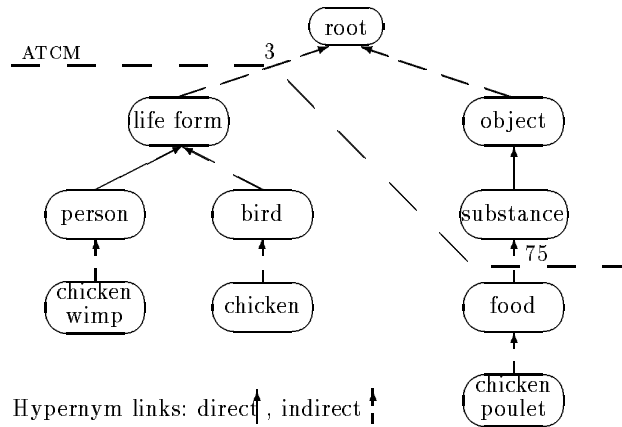 root
ATCM
3
life form
object
person
bird
substance
75
chicken
wimp
chicken
food
chicken
poulet
Hypernym links: direct , indirect